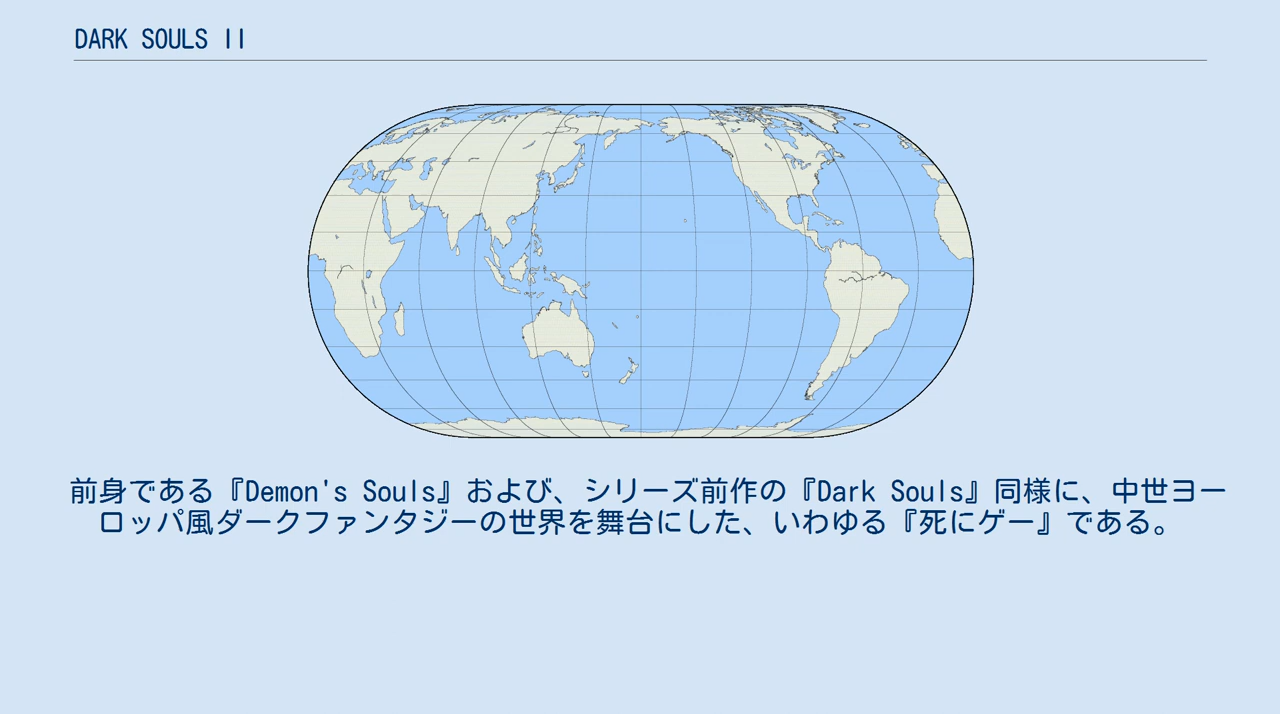 DARK SOULS II
前身である『Demon's Souls』および、シリーズ前作の『Dark Souls』同様に、中世ヨー
ロッパ風ダークファンタジーの世界を舞台にした、いわゆる『死にゲー』である。